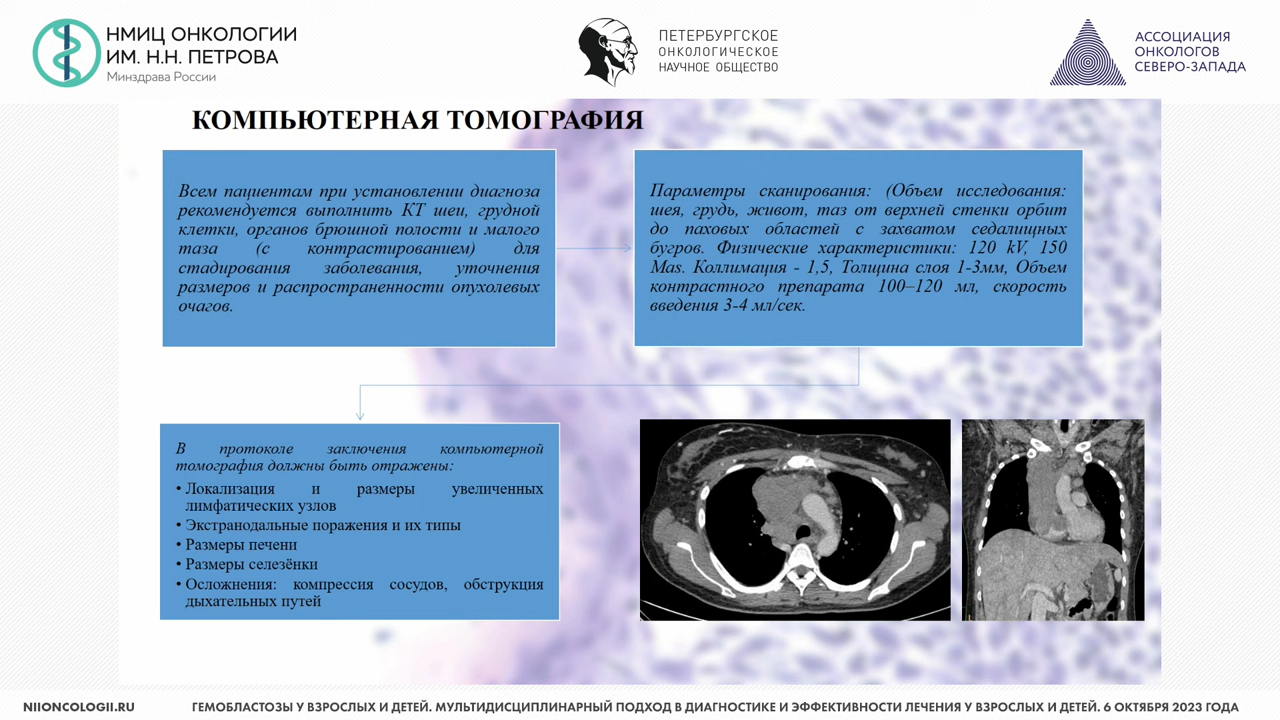 НМИЦ ОНКОЛОГИИ
ИМ. Н.Н. ПЕТРОВА
Минздрава России
ПЕТЕРБУРГСКОЕ
ОНКОЛОГИЧЕСКОЕ
НАУЧНОЕ ОБЩЕСТВО
АССОЦИАЦИЯ
ОНКОЛОГОВ
СЕВЕРО-ЗАПАДА
КОМПЬЮТЕРНАЯ ТОМОГРАФИЯ
Всем пациентам при установлении диагноза
рекомендуется выполнить КТ шеи, грудной
клетки, органов брюшной полости и малого
таза (с контрастированием) для
стадирования заболевания, уточнения
размеров и распространенности опухолевых
очагов.
Параметры сканирования: (Объем исследования:
шея, грудь, живот, таз от верхней стенки орбит
до паховых областей с захватом седалищных
бугров. Физические характеристики: 120 kV, 150
Mas. Коллимация - 1,5, Толщина слоя 1-3мм, Объем
контрастного препарата 100–120 мл, скорость
введения 3-4 мл/сек.
В протоколе заключения компьютерной
томография должны быть отражены:
• Локализация и размеры увеличенных
лимфатических узлов
• Экстранодальные поражения и их типы
• Размеры печени
• Размеры селезёнки
• Осложнения: компрессия сосудов, обструкция
дыхательных путей
NIIONCOLOGII.RU
ГЕМОБЛАСТОЗЫ У ВЗРОСЛЫХ И ДЕТЕЙ. МУЛЬТИДИСЦИПЛИНАРНЫЙ ПОДХОД В ДИАГНОСТИКЕ И ЭФФЕКТИВНОСТИ ЛЕЧЕНИЯ У ВЗРОСЛЫХ И ДЕТЕЙ. 6 ОКТЯБРЯ 2023 ГОДА